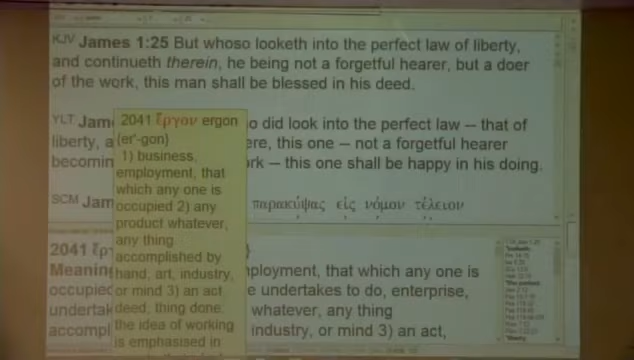 KJV James 1:25 But whoso looketh into the perfect law of liberty,
and continueth therein, he being not a forgetful hearer, but a doer
of the work, this man shall be blessed in his deed.
YLT Jam
o did look into the perfect law — that of
liberty, a
ere, this one — not a forgetful hearer
becomin
rk — this one shall be happy in his doing.
SCM Jam
παρακύψας εἰς νόμον τέλειον
2041 ἔργον ergon
(er'-gon)
1) business,
employment, that
which any one is
occupied 2) any
product whatever,
any thing
accomplished by
hand, art, industry,
or mind 3) an act,
deed, thing done:
the idea of working
is emphasised in
2041 ἔρ
Meaning
ployment, that which any one is
occupied
e undertakes to do, enterprise,
undertak
whatever, any thing
accompl
industry, or mind 3) an act,